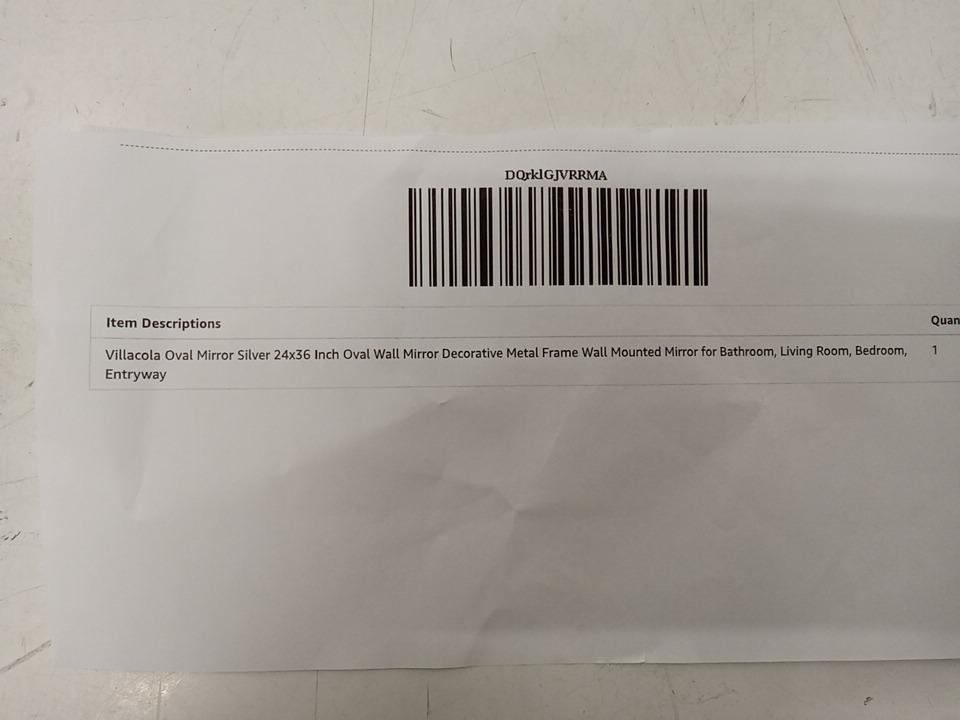 DQrklGJVRRMA
Item Descriptions Quan
Villacola Oval Mirror Silver 24x36 Inch Oval Wall Mirror Decorative Metal Frame Wall Mounted Mirror for Bathroom, Living Room, Bedroom, 1
Entryway